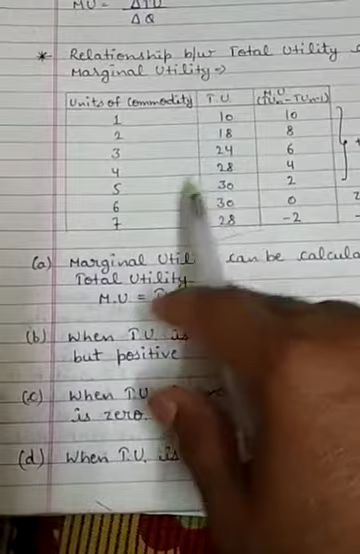 MU = ΔTU
ΔQ
* Relationship b/w Total Utility
Marginal Utility ⇒
Units of Commodity T.U. M.U (TUn - TUn-1)
1 10 10
2 18 8
3 24 6
4 28 4
5 30 2
6 30 0
7 28 -2
(a) Marginal Util can be calcula
Total Utility
M.U. =
(b) When T.U. is
but positive
(c) When T.U.
is zero.
(d) When T.U. is